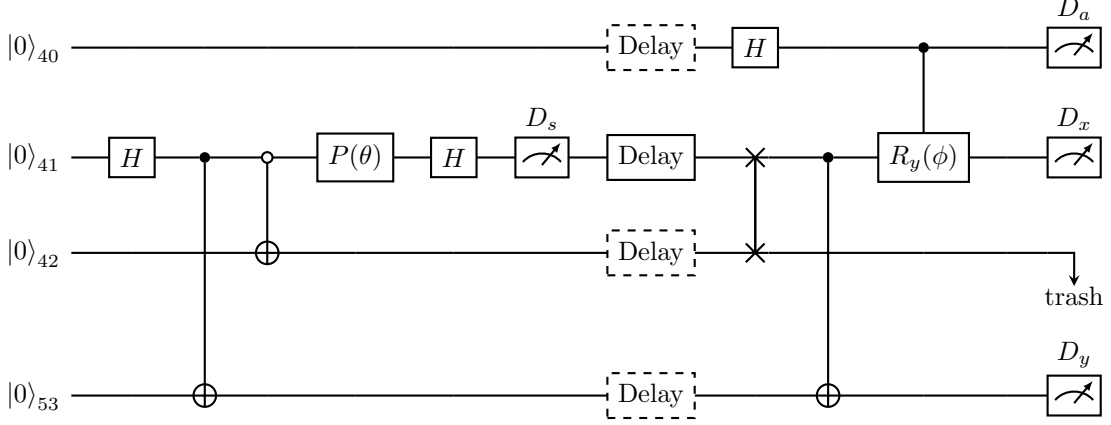 D_a
|0⟩_40 Delay H
D_s D_x
|0⟩_41 H P(θ) H Delay R_y(ϕ)
|0⟩_42 Delay
trash
D_y
|0⟩_53 Delay